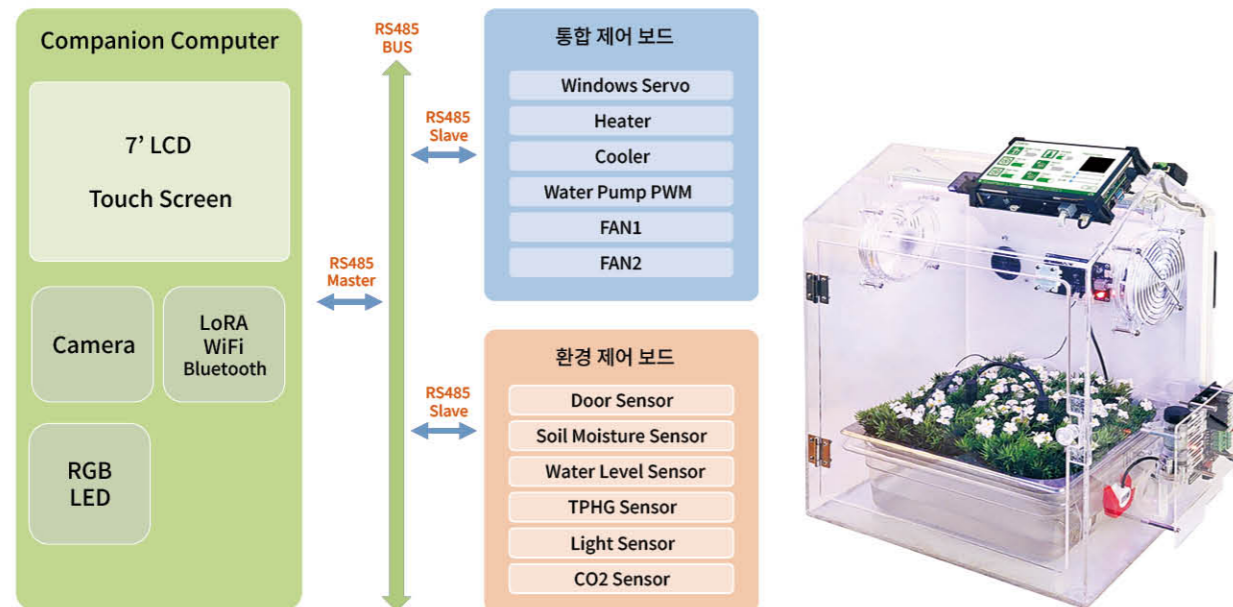 Companion Computer
7’ LCD
Touch Screen
Camera
LoRA
WiFi
Bluetooth
RGB
LED
RS485
BUS
RS485
Master
RS485
Slave
RS485
Slave
통합 제어 보드
Windows Servo
Heater
Cooler
Water Pump PWM
FAN1
FAN2
환경 제어 보드
Door Sensor
Soil Moisture Sensor
Water Level Sensor
TPHG Sensor
Light Sensor
CO2 Sensor